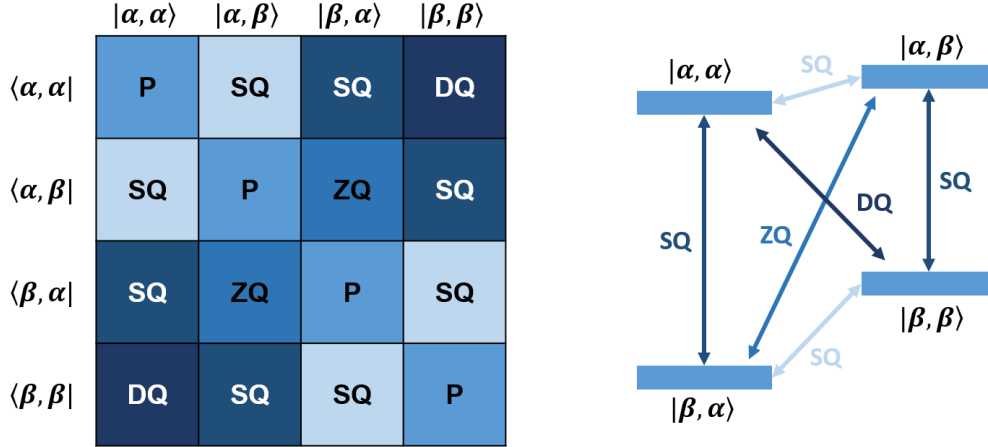 |α, α⟩ |α, β⟩ |β, α⟩ |β, β⟩
⟨α, α| P SQ SQ DQ
⟨α, β| SQ P ZQ SQ
⟨β, α| SQ ZQ P SQ
⟨β, β| DQ SQ SQ P
|α, β⟩
|α, α⟩
SQ
SQ
DQ
SQ
ZQ
|β, β⟩
SQ
|β, α⟩